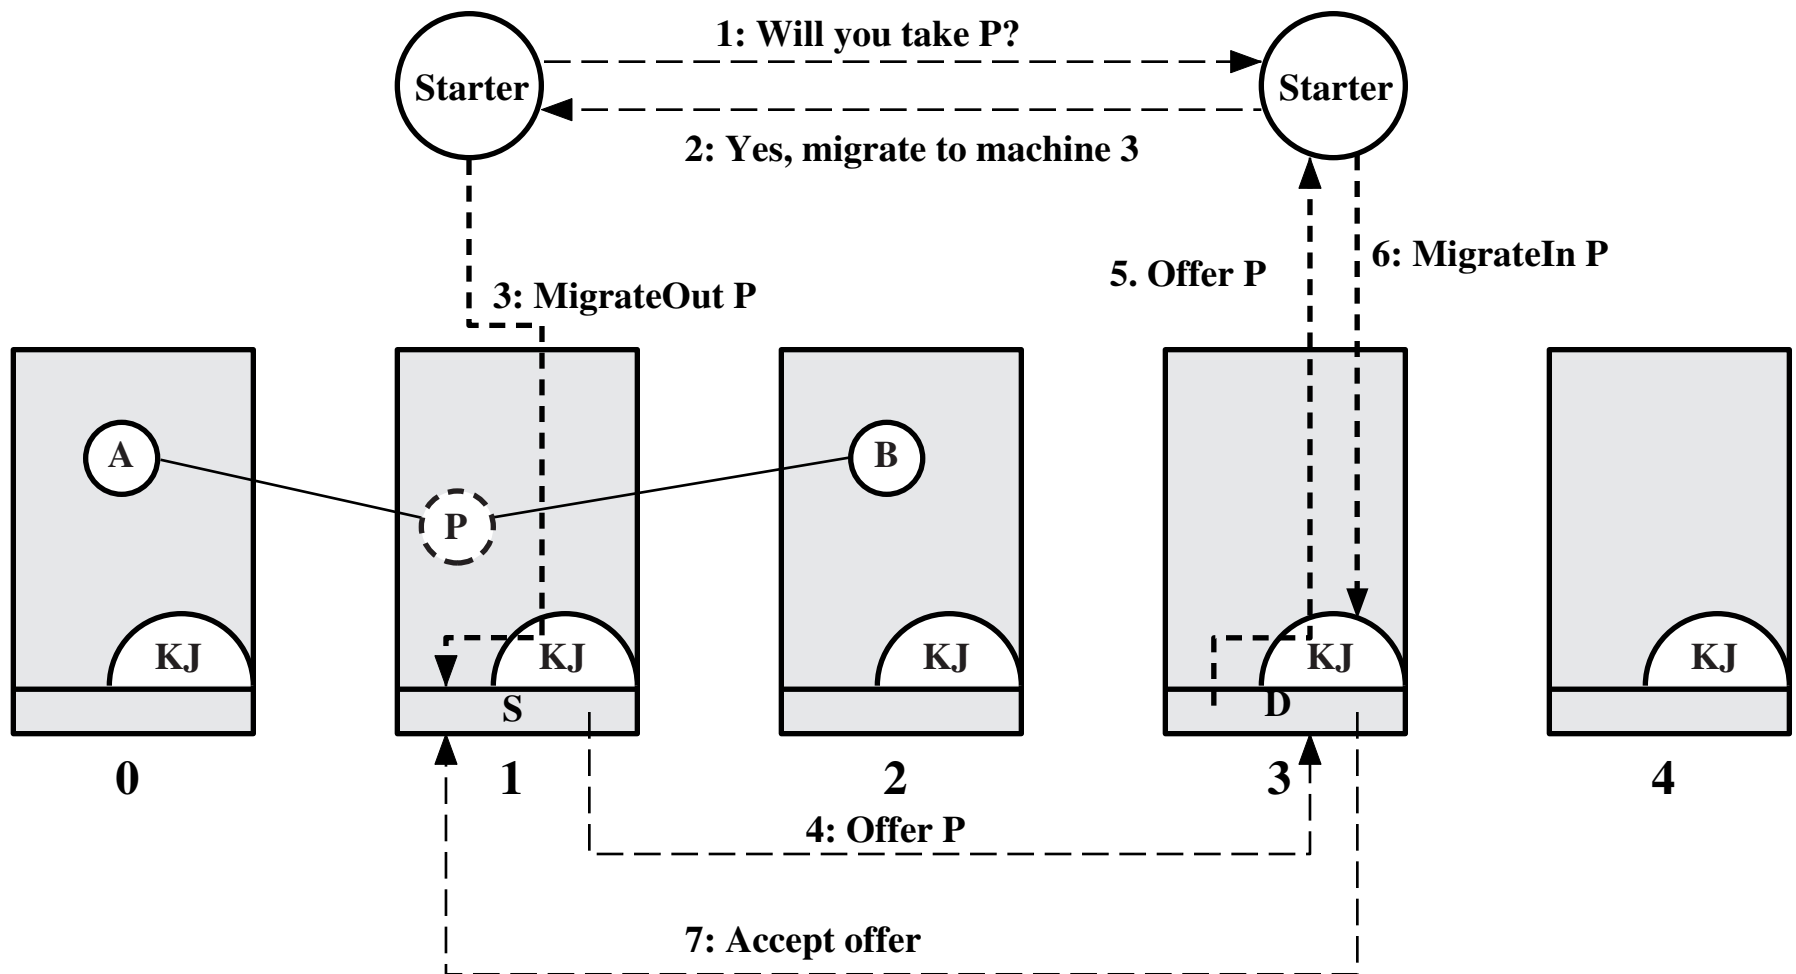 1: Will you take P?
Starter
Starter
2: Yes, migrate to machine 3
3: MigrateOut P
5. Offer P
6: MigrateIn P
A
P
B
KJ
KJ
KJ
KJ
KJ
S
D
0
1
2
3
4
4: Offer P
7: Accept offer